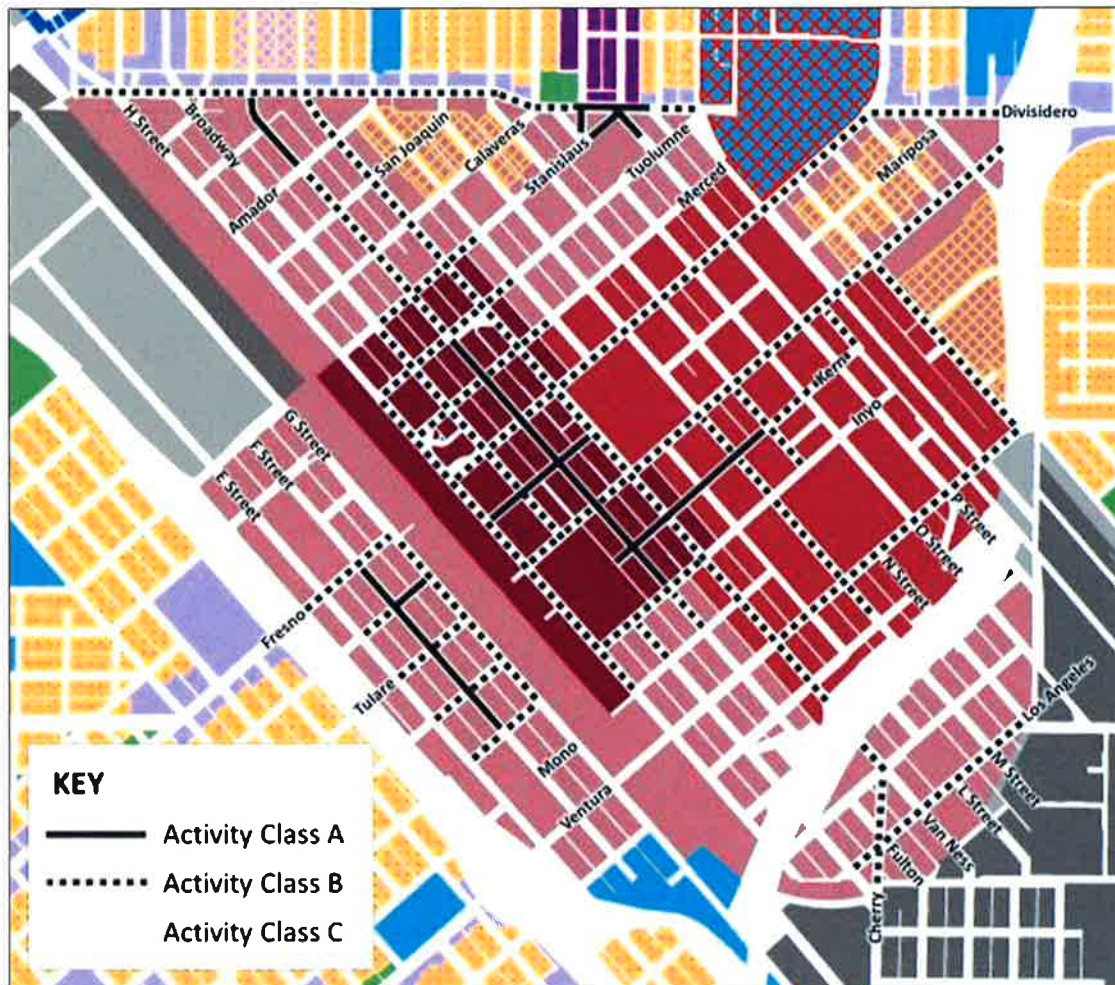 Divisidero
H Street
Broadway
Amador
San Joaquin
Calaveras
Stanislaus
Tuolumne
Merced
Mariposa
Kern
Inyo
G Street
F Street
E Street
Fresno
Tulare
Mono
Ventura
P Street
O Street
N Street
Los Angeles
M Street
L Street
Van Ness
Fulton
Cherry
KEY
Activity Class A
Activity Class B
Activity Class C